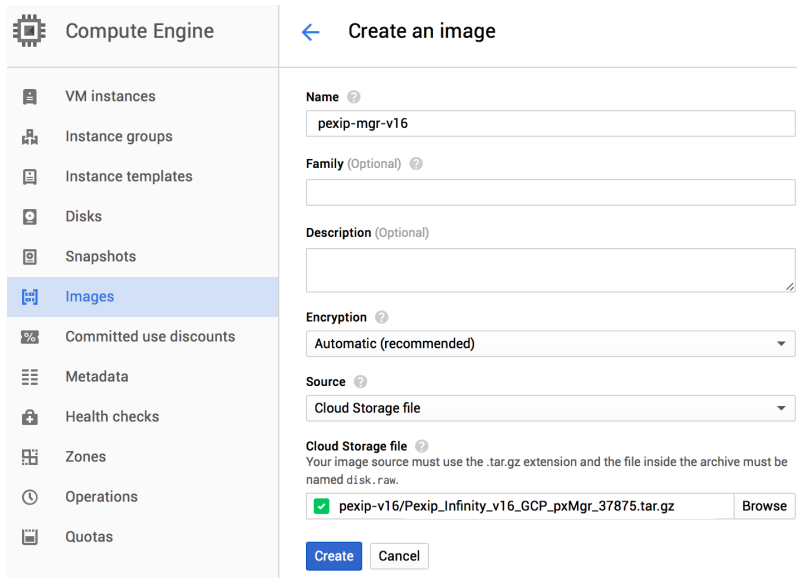 Compute Engine
VM instances
Instance groups
Instance templates
Disks
Snapshots
Images
Committed use discounts
Metadata
Health checks
Zones
Operations
Quotas
Create an image
Name ?
pexip-mgr-v16
Family (Optional) ?
Description (Optional)
Encryption ?
Automatic (recommended)
Source ?
Cloud Storage file
Cloud Storage file ?
Your image source must use the .tar.gz extension and the file inside the archive must be
named disk.raw.
pexip-v16/Pexip_Infinity_v16_GCP_pxMgr_37875.tar.gz Browse
Create Cancel